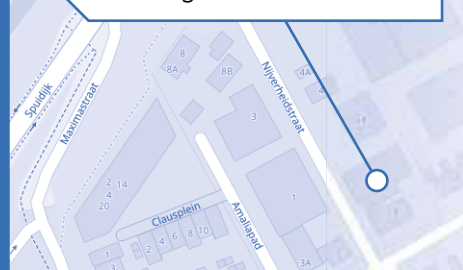 8
8A
8B
4A
4
3
Nijverheidstraat
Spuidijk
Maximastraat
2 14
4
20
1
Clausplein
Amaliapad
2 4 6 8 10
1
3
3A